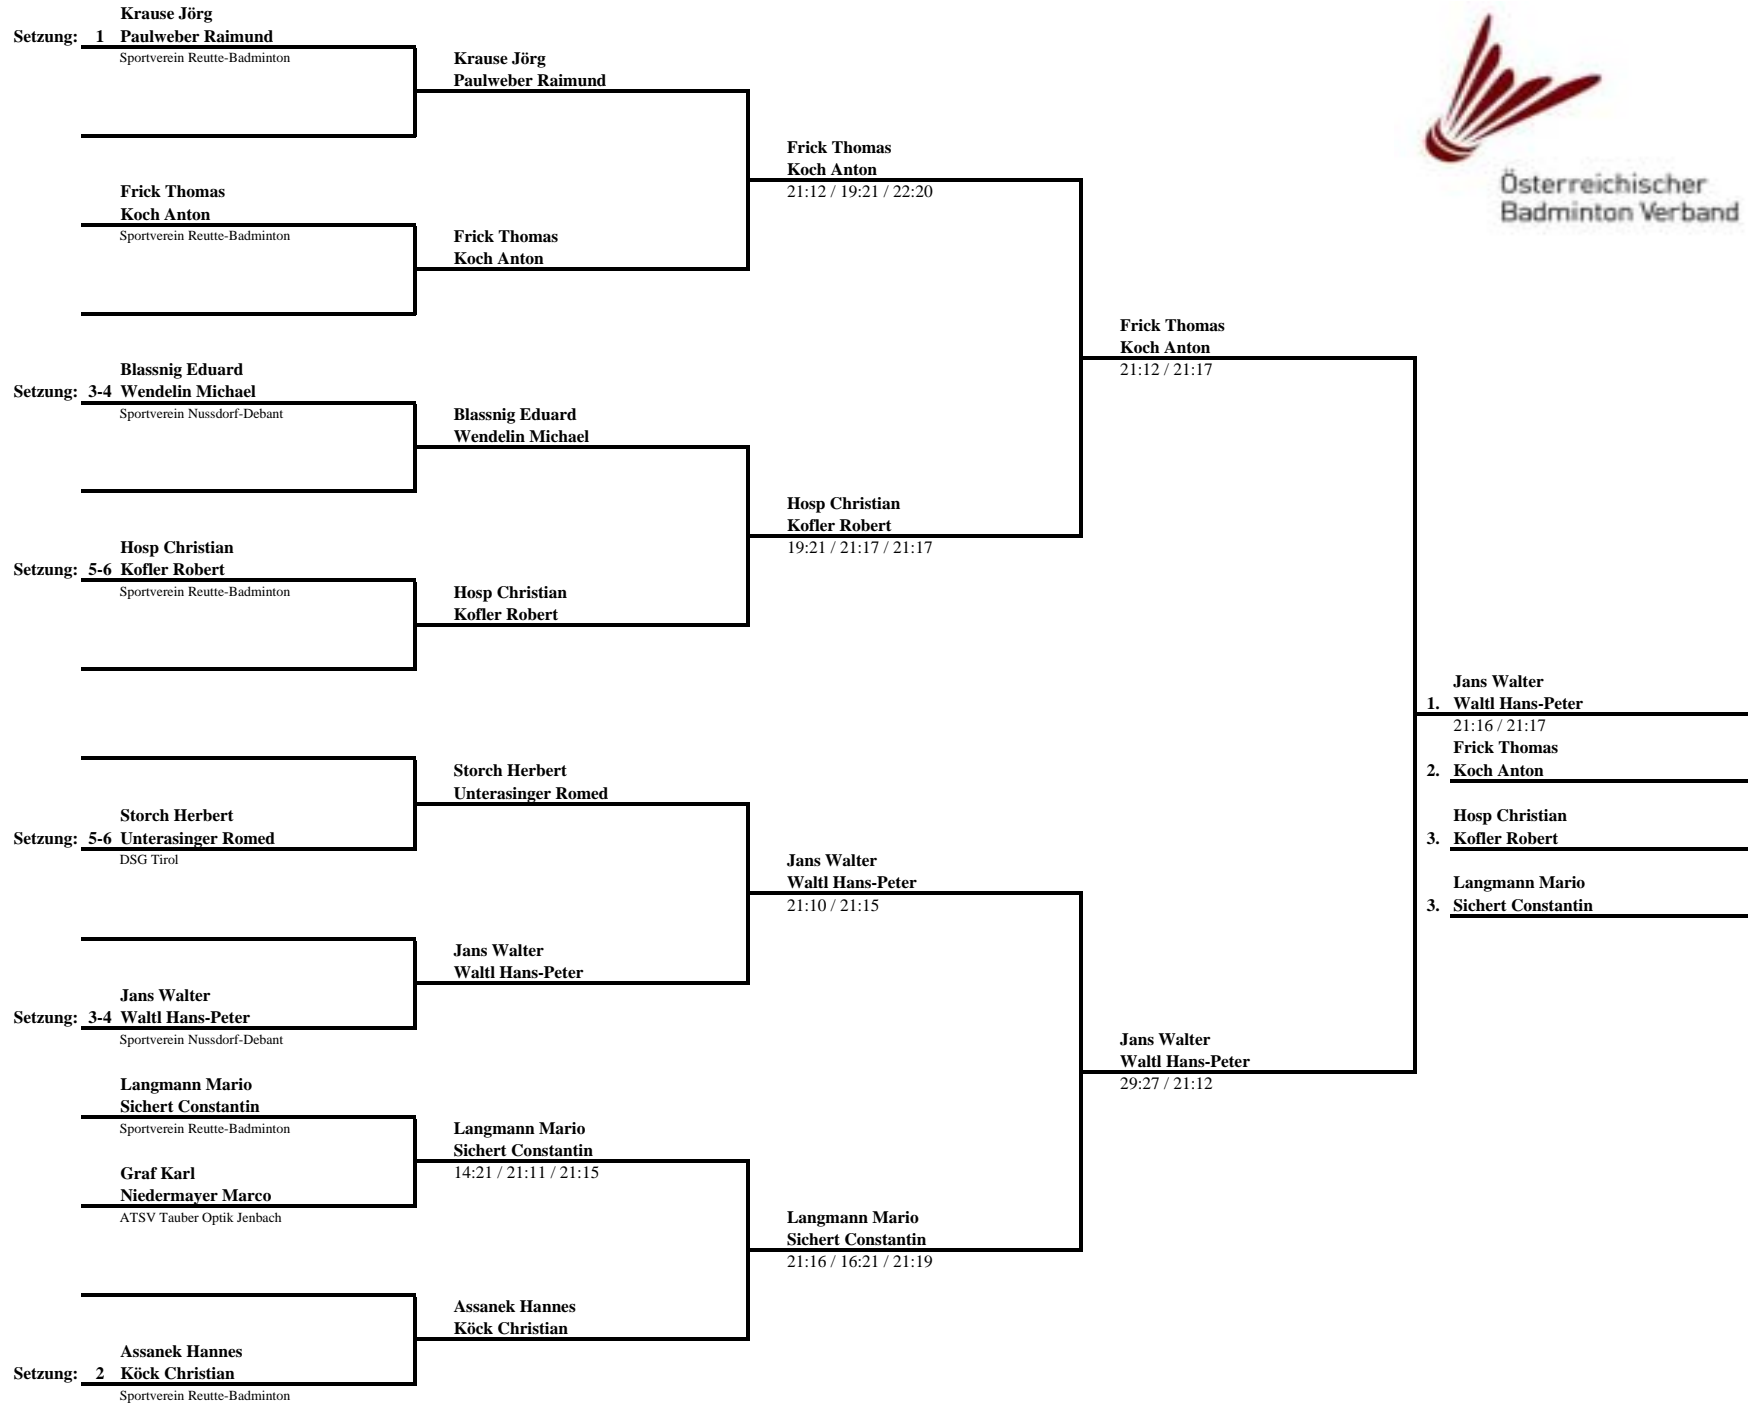 Krause Jörg
Setzung: 1 Paulweber Raimund
Sportverein Reutte-Badminton
Frick Thomas
Koch Anton
Sportverein Reutte-Badminton
Blassnig Eduard
Setzung: 3-4 Wendelin Michael
Sportverein Nussdorf-Debant
Hosp Christian
Setzung: 5-6 Kofler Robert
Sportverein Reutte-Badminton
Storch Herbert
Setzung: 5-6 Unterasinger Romed
DSG Tirol
Jans Walter
Setzung: 3-4 Waltl Hans-Peter
Sportverein Nussdorf-Debant
Langmann Mario
Sichert Constantin
Sportverein Reutte-Badminton
Graf Karl
Niedermayer Marco
ATSV Tauber Optik Jenbach
Assanek Hannes
Setzung: 2 Köck Christian
Sportverein Reutte-Badminton
Krause Jörg
Paulweber Raimund
Frick Thomas
Koch Anton
Blassnig Eduard
Wendelin Michael
Hosp Christian
Kofler Robert
Storch Herbert
Unterasinger Romed
Jans Walter
Waltl Hans-Peter
Langmann Mario
Sichert Constantin
14:21 / 21:11 / 21:15
Assanek Hannes
Köck Christian
Frick Thomas
Koch Anton
21:12 / 19:21 / 22:20
Hosp Christian
Kofler Robert
19:21 / 21:17 / 21:17
Jans Walter
Waltl Hans-Peter
21:10 / 21:15
Langmann Mario
Sichert Constantin
21:16 / 16:21 / 21:19
Frick Thomas
Koch Anton
21:12 / 21:17
Jans Walter
Waltl Hans-Peter
29:27 / 21:12
Österreichischer
Badminton Verband
Jans Walter
1. Waltl Hans-Peter
21:16 / 21:17
Frick Thomas
2. Koch Anton
Hosp Christian
3. Kofler Robert
Langmann Mario
3. Sichert Constantin